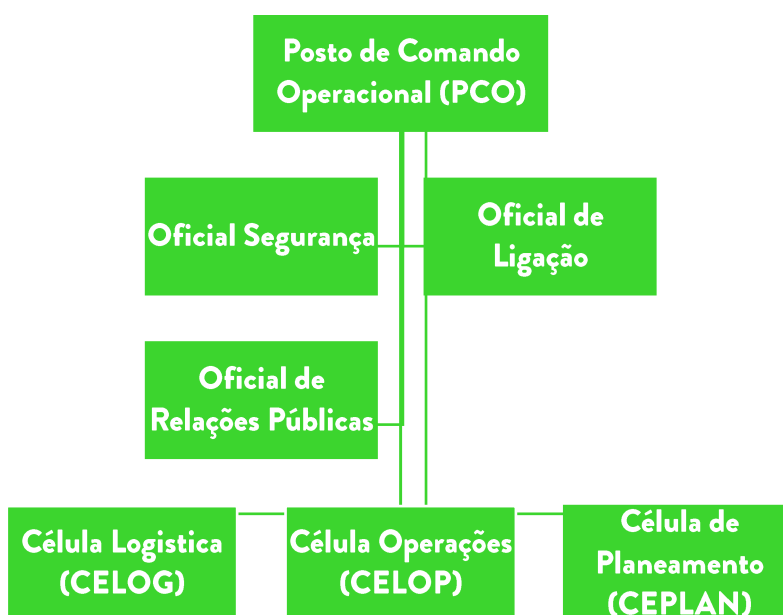 Posto de Comando
Operacional (PCO)
Oficial Segurança
Oficial de
Ligação
Oficial de
Relações Públicas
Célula Logistica
(CELOG)
Célula Operações
(CELOP)
Célula de
Planeamento
(CEPLAN)